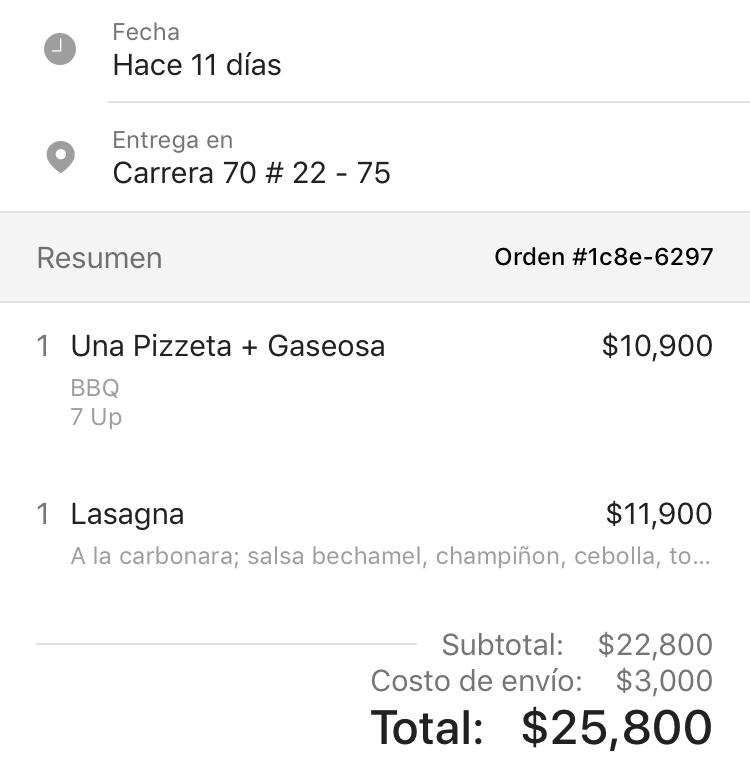 Fecha
Hace 11 días
Entrega en
Carrera 70 # 22 - 75
Resumen Orden #1c8e-6297
1 Una Pizzeta + Gaseosa $10,900
BBQ
7 Up
1 Lasagna $11,900
A la carbonara; salsa bechamel, champiñon, cebolla, to...
Subtotal: $22,800
Costo de envío: $3,000
Total: $25,800